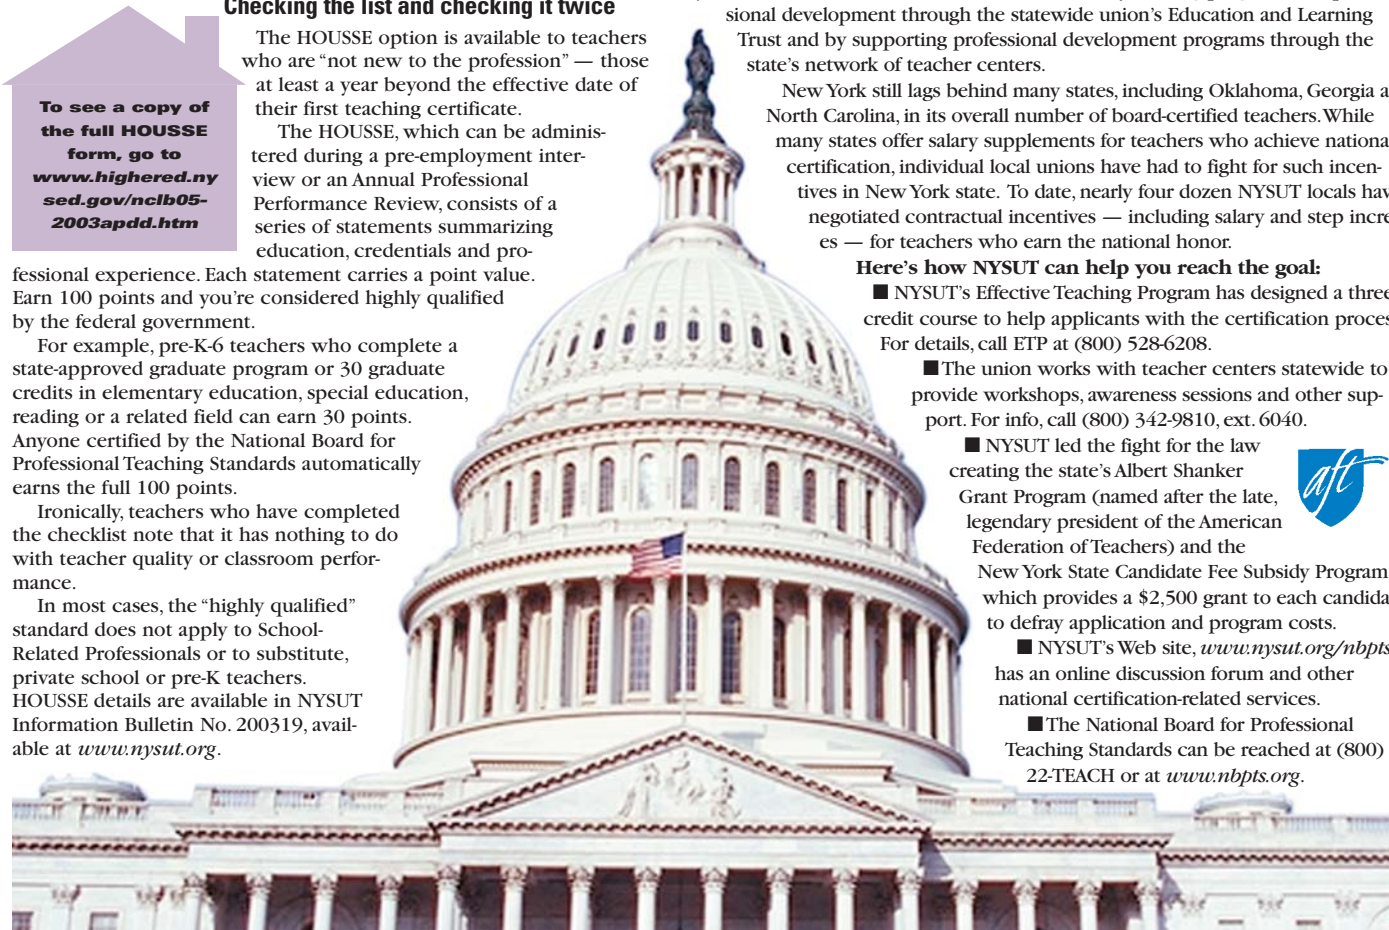 Checking the list and checking it twice
The HOUSSE option is available to teachers
who are “not new to the profession” — those
at least a year beyond the effective date of
their first teaching certificate.
The HOUSSE, which can be adminis-
tered during a pre-employment inter-
view or an Annual Professional
Performance Review, consists of a
series of statements summarizing
education, credentials and pro-
fessional experience. Each statement carries a point value.
Earn 100 points and you’re considered highly qualified
by the federal government.
For example, pre-K-6 teachers who complete a
state-approved graduate program or 30 graduate
credits in elementary education, special education,
reading or a related field can earn 30 points.
Anyone certified by the National Board for
Professional Teaching Standards automatically
earns the full 100 points.
Ironically, teachers who have completed
the checklist note that it has nothing to do
with teacher quality or classroom perfor-
mance.
In most cases, the “highly qualified”
standard does not apply to School-
Related Professionals or to substitute,
private school or pre-K teachers.
HOUSSE details are available in NYSUT
Information Bulletin No. 200319, avail-
able at www.nysut.org.
To see a copy of
the full HOUSSE
form, go to
www.highered.ny
sed.gov/nclb05-
2003apdd.htm
sional development through the statewide union’s Education and Learning
Trust and by supporting professional development programs through the
state’s network of teacher centers.
New York still lags behind many states, including Oklahoma, Georgia a
North Carolina, in its overall number of board-certified teachers. While
many states offer salary supplements for teachers who achieve nationa
certification, individual local unions have had to fight for such incen-
tives in New York state. To date, nearly four dozen NYSUT locals hav
negotiated contractual incentives — including salary and step incre
es — for teachers who earn the national honor.
Here’s how NYSUT can help you reach the goal:
■ NYSUT’s Effective Teaching Program has designed a three
credit course to help applicants with the certification proces
For details, call ETP at (800) 528-6208.
■ The union works with teacher centers statewide to
provide workshops, awareness sessions and other sup-
port. For info, call (800) 342-9810, ext. 6040.
■ NYSUT led the fight for the law
creating the state’s Albert Shanker
Grant Program (named after the late,
legendary president of the American
Federation of Teachers) and the
New York State Candidate Fee Subsidy Program
which provides a $2,500 grant to each candida
to defray application and program costs.
■ NYSUT’s Web site, www.nysut.org/nbpts
has an online discussion forum and other
national certification-related services.
■ The National Board for Professional
Teaching Standards can be reached at (800)
22-TEACH or at www.nbpts.org.
aft